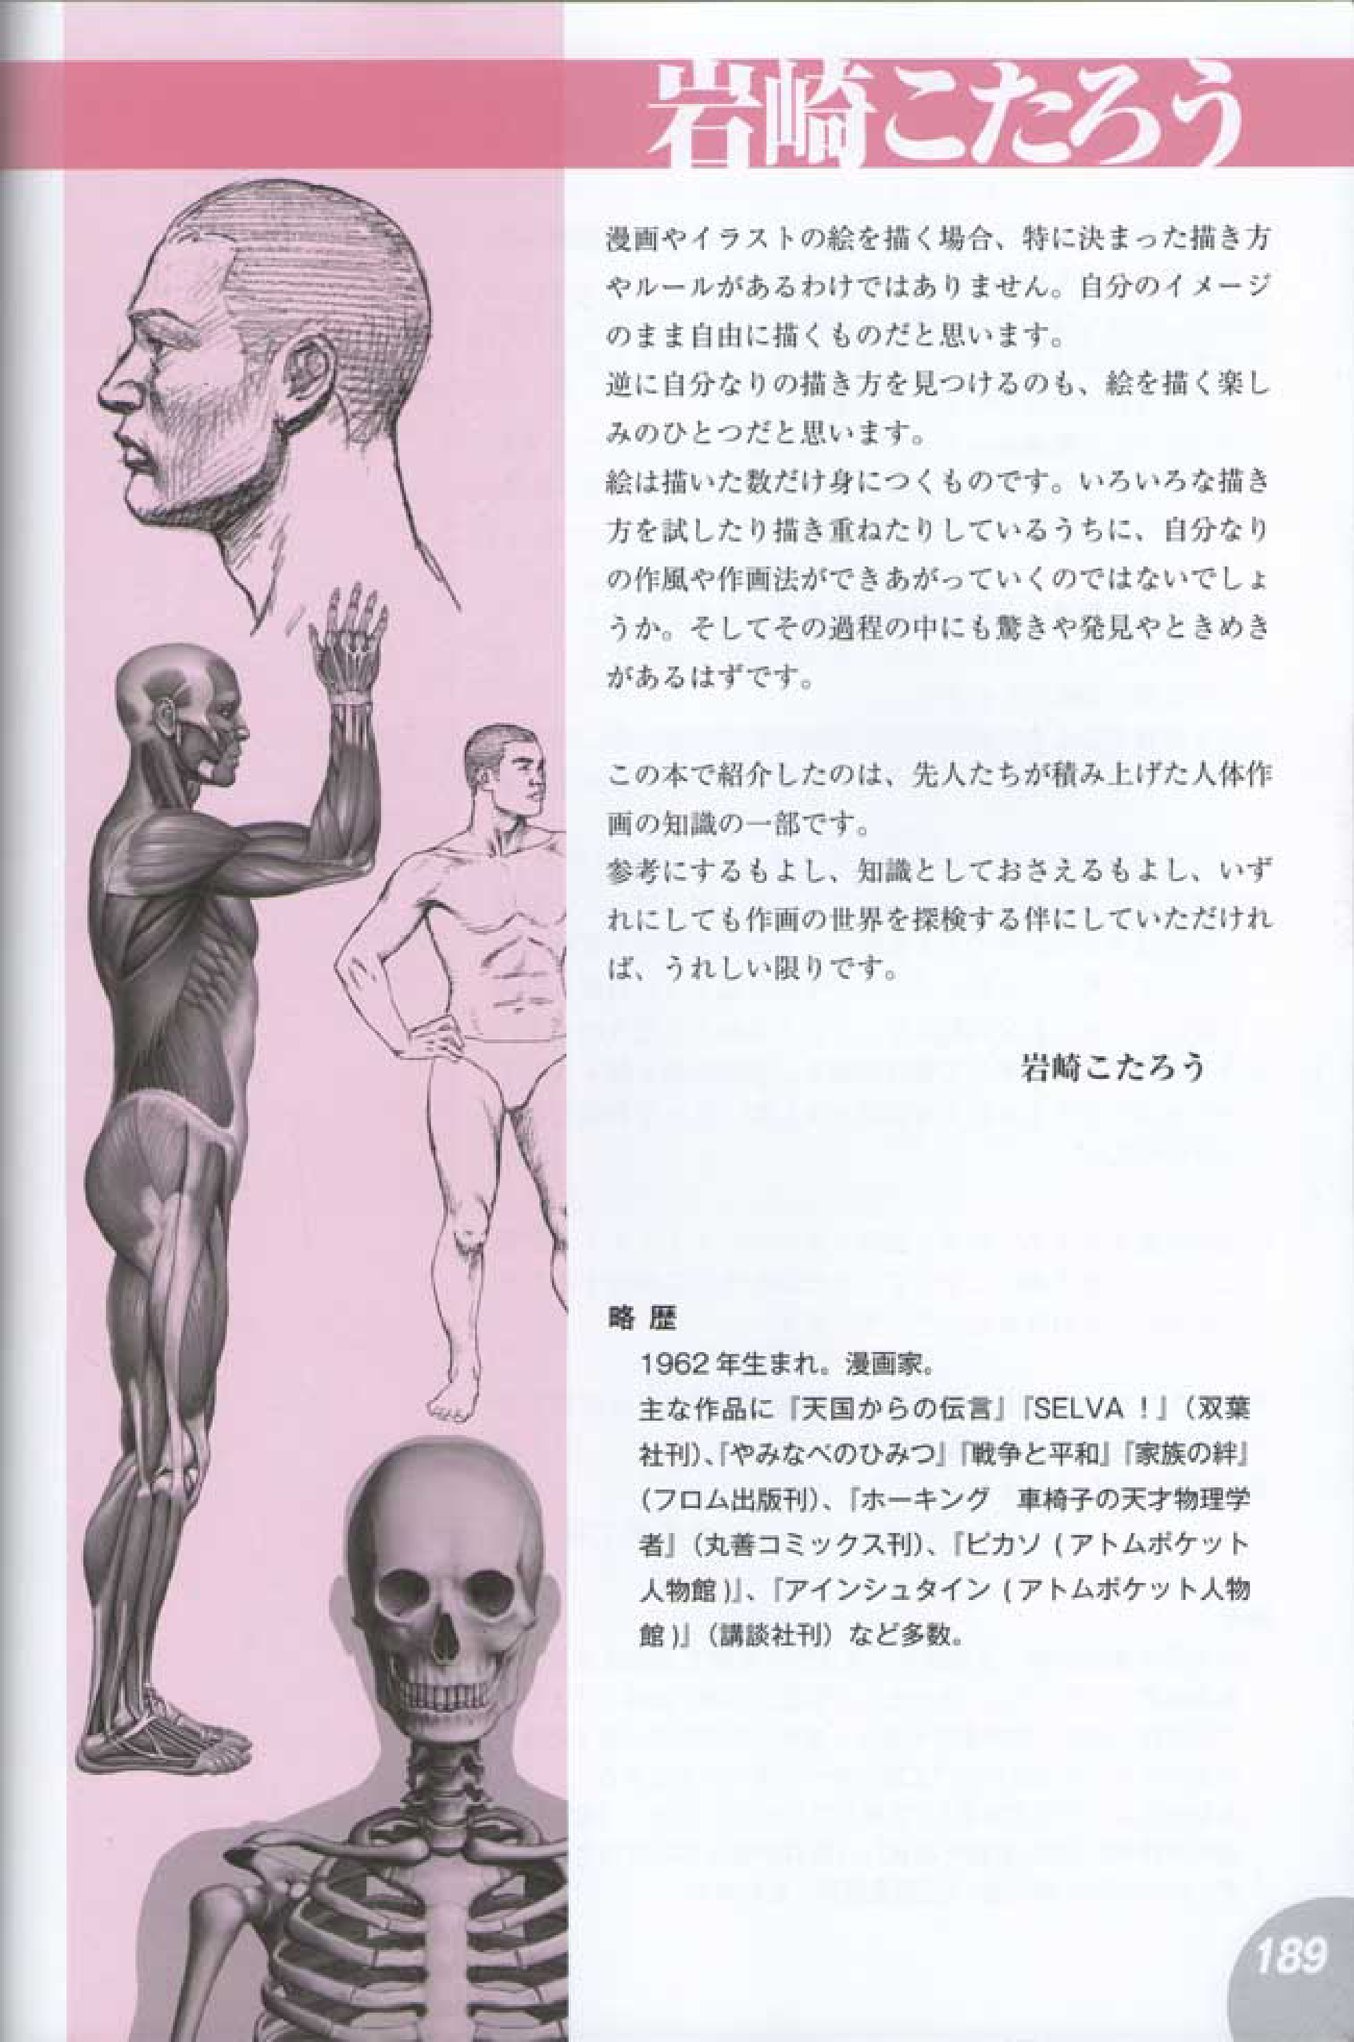 岩崎こたろう
漫画やイラストの絵を描く場合、特に決まった描き方
やルールがあるわけではありません。自分のイメージ
のまま自由に描くものだと思います。
逆に自分なりの描き方を見つけるのも、絵を描く楽し
みのひとつだと思います。
絵は描いた数だけ身につくものです。いろいろな描き
方を試したり描き重ねたりしているうちに、自分なり
の作風や作画法ができあがっていくのではないでしょ
うか。そしてその過程の中にも驚きや発見やときめき
があるはずです。
この本で紹介したのは、先人たちが積み上げた人体作
画の知識の一部です。
参考にするもよし、知識としておさえるもよし、いず
れにしても作画の世界を探検する伴にしていただけれ
ば、うれしい限りです。
岩崎こたろう
略 歴
1962年生まれ。漫画家。
主な作品に『天国からの伝言』『SELVA！』（双葉
社刊）、『やみなべのひみつ』『戦争と平和』『家族の絆』
（フロム出版刊）、『ホーキング　車椅子の天才物理学
者』（丸善コミックス刊）、『ピカソ (アトムポケット
人物館)』、『アインシュタイン (アトムポケット人物
館)』（講談社刊）など多数。
189